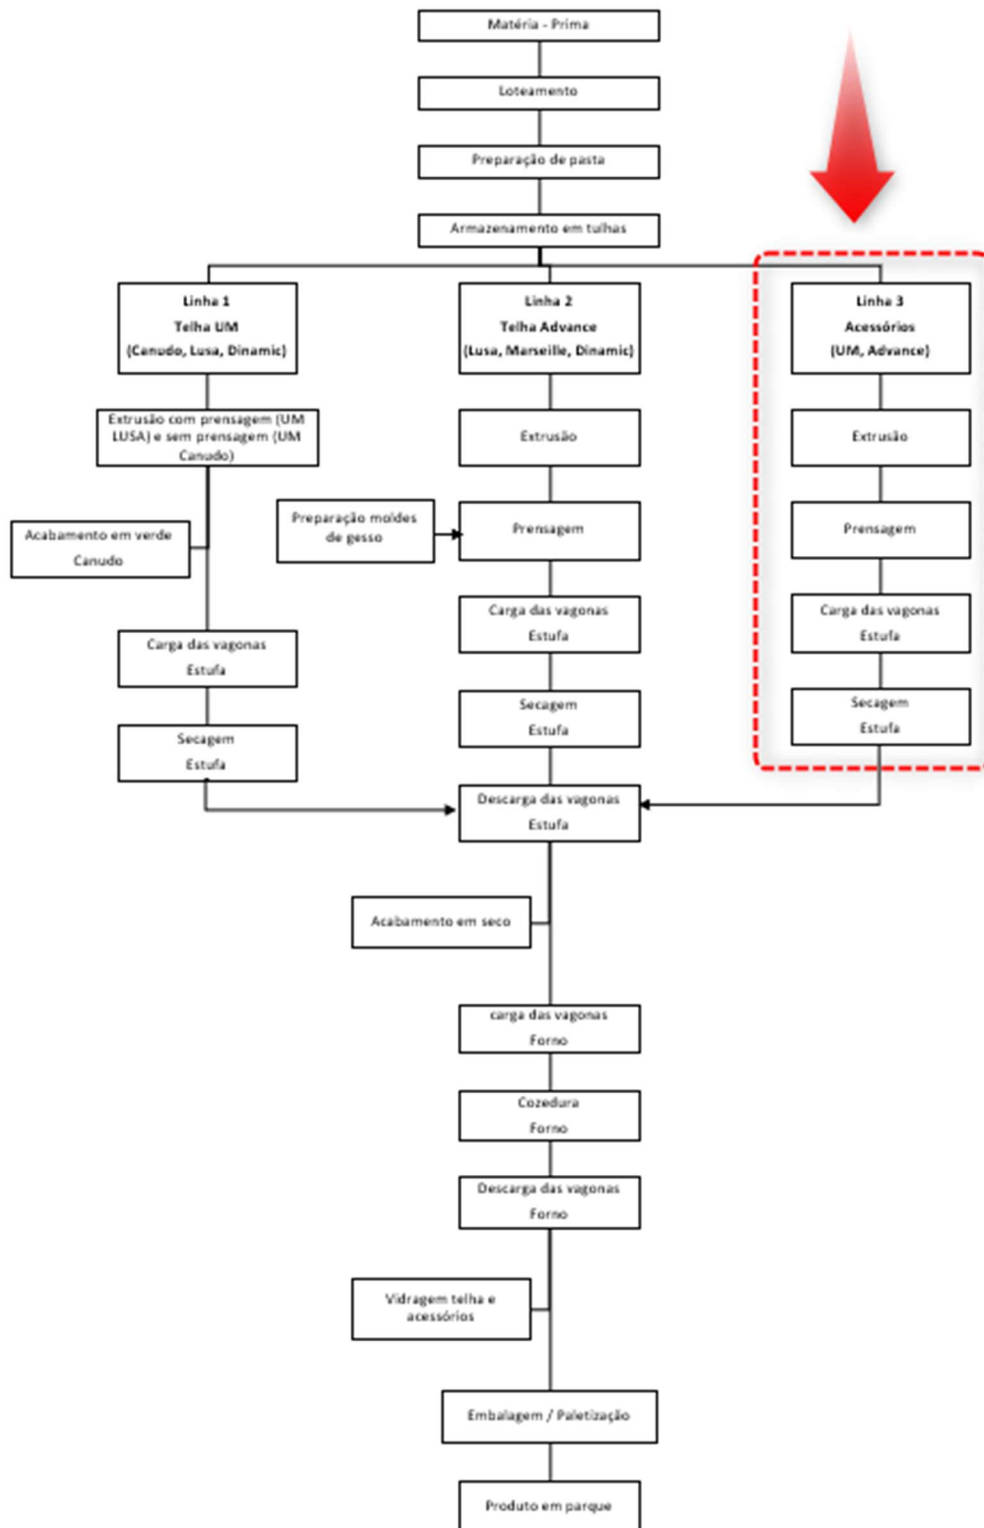 Matéria - Prima
Loteamento
Preparação de pasta
Armazenamento em tulhas
Linha 1
Telha UM
(Canudo, Lusa, Dinamic)
Linha 2
Telha Advance
(Lusa, Marseille, Dinamic)
Linha 3
Acessórios
(UM, Advance)
Extrusão com prensagem (UM
LUSA) e sem prensagem (UM
Canudo)
Extrusão
Extrusão
Acabamento em verde
Canudo
Preparação moldes
de gesso
Prensagem
Prensagem
Carga das vagonas
Estufa
Carga das vagonas
Estufa
Carga das vagonas
Estufa
Secagem
Estufa
Secagem
Estufa
Secagem
Estufa
Descarga das vagonas
Estufa
Acabamento em seco
carga das vagonas
Forno
Cozedura
Forno
Descarga das vagonas
Forno
Vidragem telha e
acessórios
Embalagem / Paletização
Produto em parque